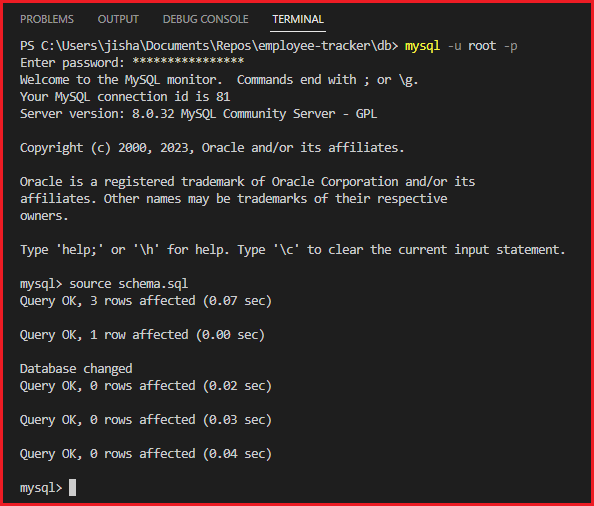 PROBLEMS OUTPUT DEBUG CONSOLE TERMINAL
PS C:\Users\jisha\Documents\Repos\employee-tracker\db> mysql -u root -p
Enter password: ****************
Welcome to the MySQL monitor.  Commands end with ; or \g.
Your MySQL connection id is 81
Server version: 8.0.32 MySQL Community Server - GPL
Copyright (c) 2000, 2023, Oracle and/or its affiliates.
Oracle is a registered trademark of Oracle Corporation and/or its
affiliates. Other names may be trademarks of their respective
owners.
Type 'help;' or '\h' for help. Type '\c' to clear the current input statement.
mysql> source schema.sql
Query OK, 3 rows affected (0.07 sec)
Query OK, 1 row affected (0.00 sec)
Database changed
Query OK, 0 rows affected (0.02 sec)
Query OK, 0 rows affected (0.03 sec)
Query OK, 0 rows affected (0.04 sec)
mysql>